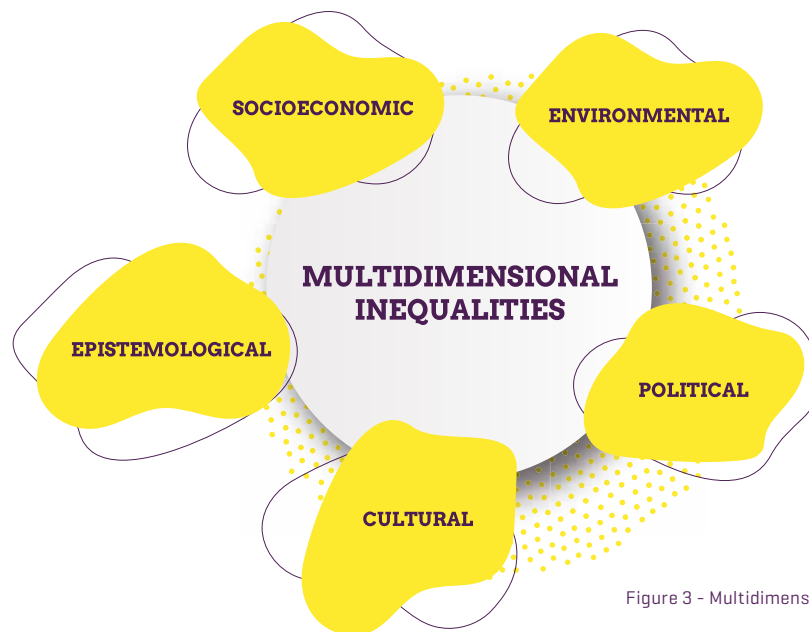 SOCIOECONOMIC
ENVIRONMENTAL
MULTIDIMENSIONAL
INEQUALITIES
EPISTEMOLOGICAL
POLITICAL
CULTURAL
Figure 3 - Multidimens